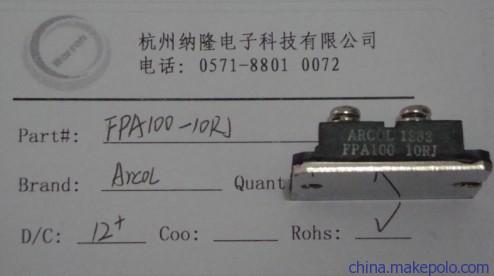 杭州纳隆电子科技有限公司
电话: 0571-8801 0072
Part#: FPA100-10RJ
ARCOL 1232
FPA100 10RJ
Brand: Arcol Quant
D/C: 12+ Coo: Rohs: ✓
china.makepolo.com